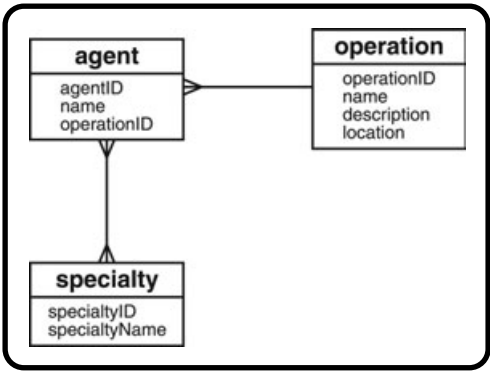 agent
agentID
name
operationID
operation
operationID
name
description
location
specialty
specialtyID
specialtyName